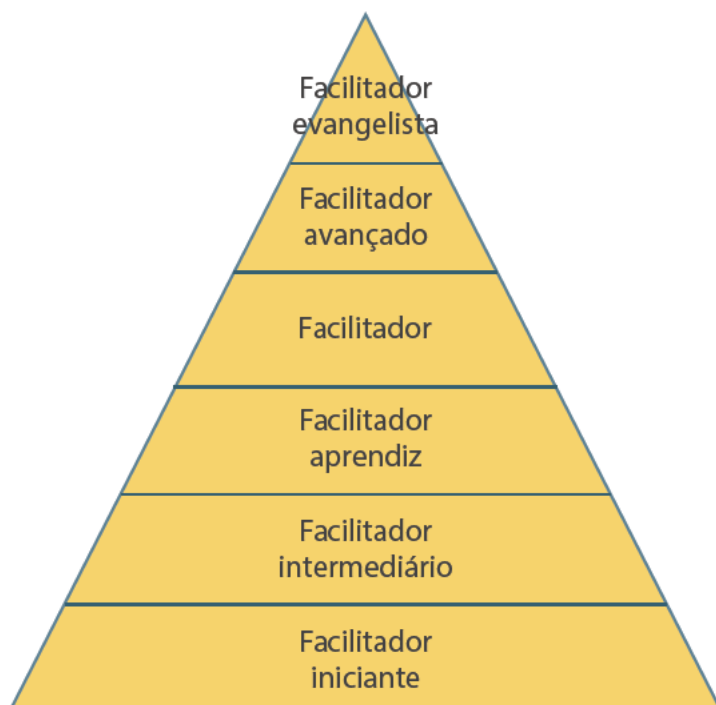 Facilitador
evangelista
Facilitador
avançado
Facilitador
Facilitador
aprendiz
Facilitador
intermediário
Facilitador
iniciante